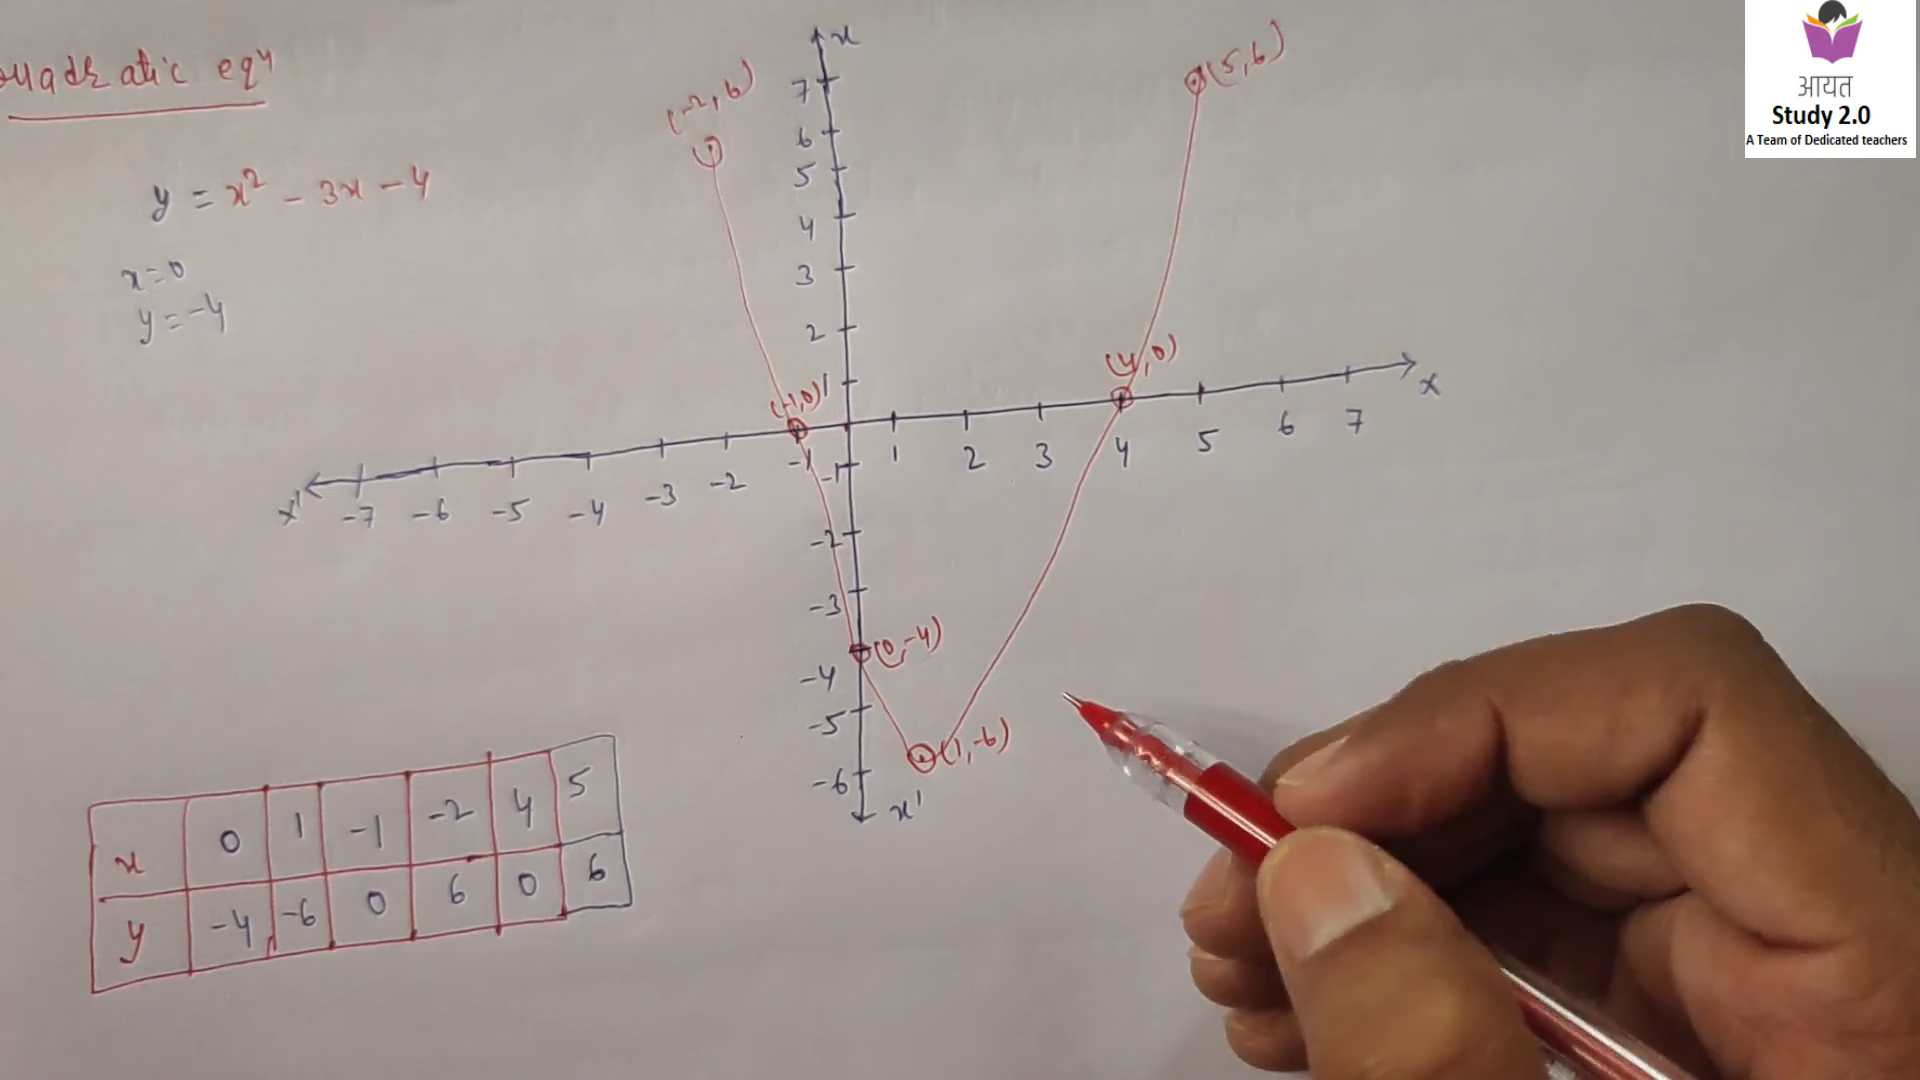 quadratic eqn
y = x² - 3x - 4
x = 0
y = -4
x
7
6
5
4
3
2
1
-1
-2
-3
-4
-5
-6
x'
x' -7 -6 -5 -4 -3 -2 -1 1 2 3 4 5 6 7 x
(-2, 6)
(5, 6)
(-1, 0)
(4, 0)
(0, -4)
(1, -6)
x 0 1 -1 -2 4 5
y -4 -6 0 6 0 6
आयत
Study 2.0
A Team of Dedicated teachers